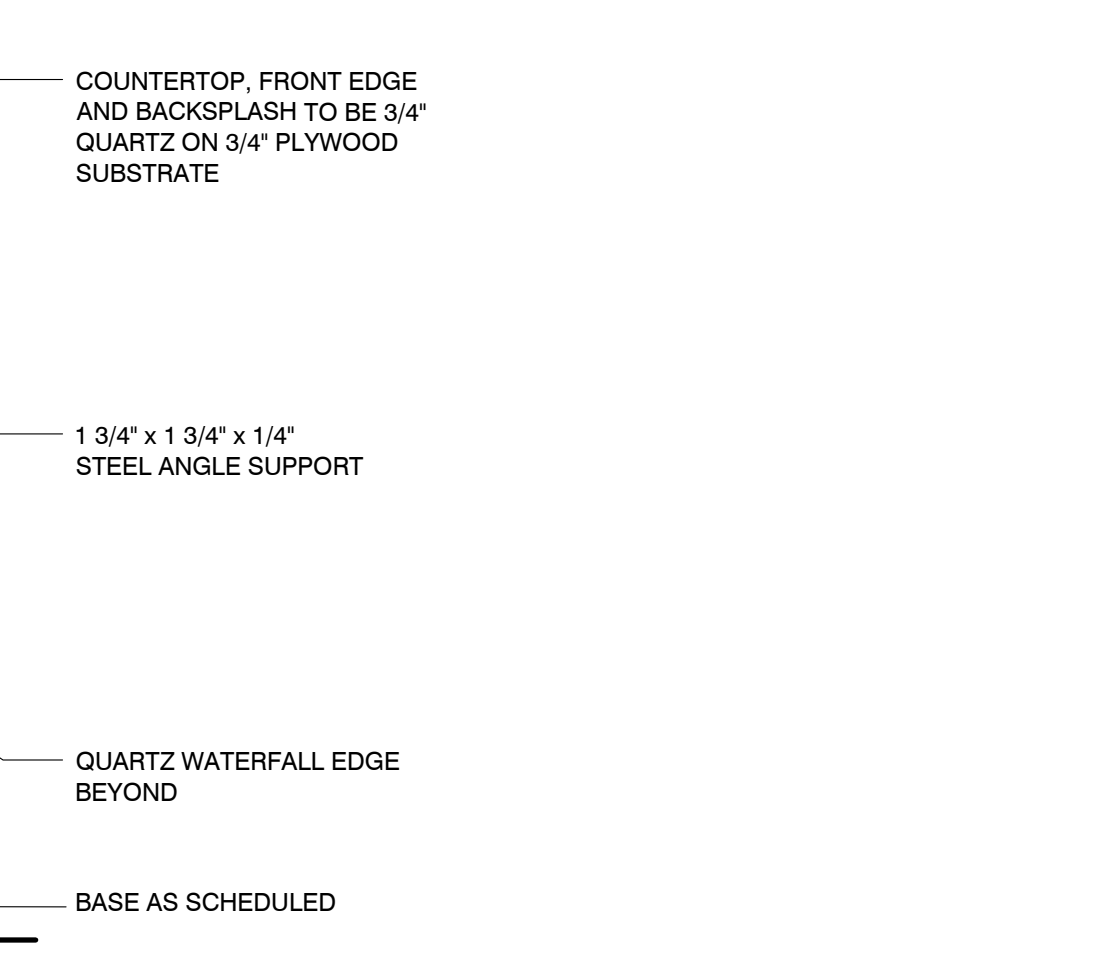 COUNTERTOP, FRONT EDGE
AND BACKSPLASH TO BE 3/4"
QUARTZ ON 3/4" PLYWOOD
SUBSTRATE
1 3/4" x 1 3/4" x 1/4"
STEEL ANGLE SUPPORT
QUARTZ WATERFALL EDGE
BEYOND
BASE AS SCHEDULED